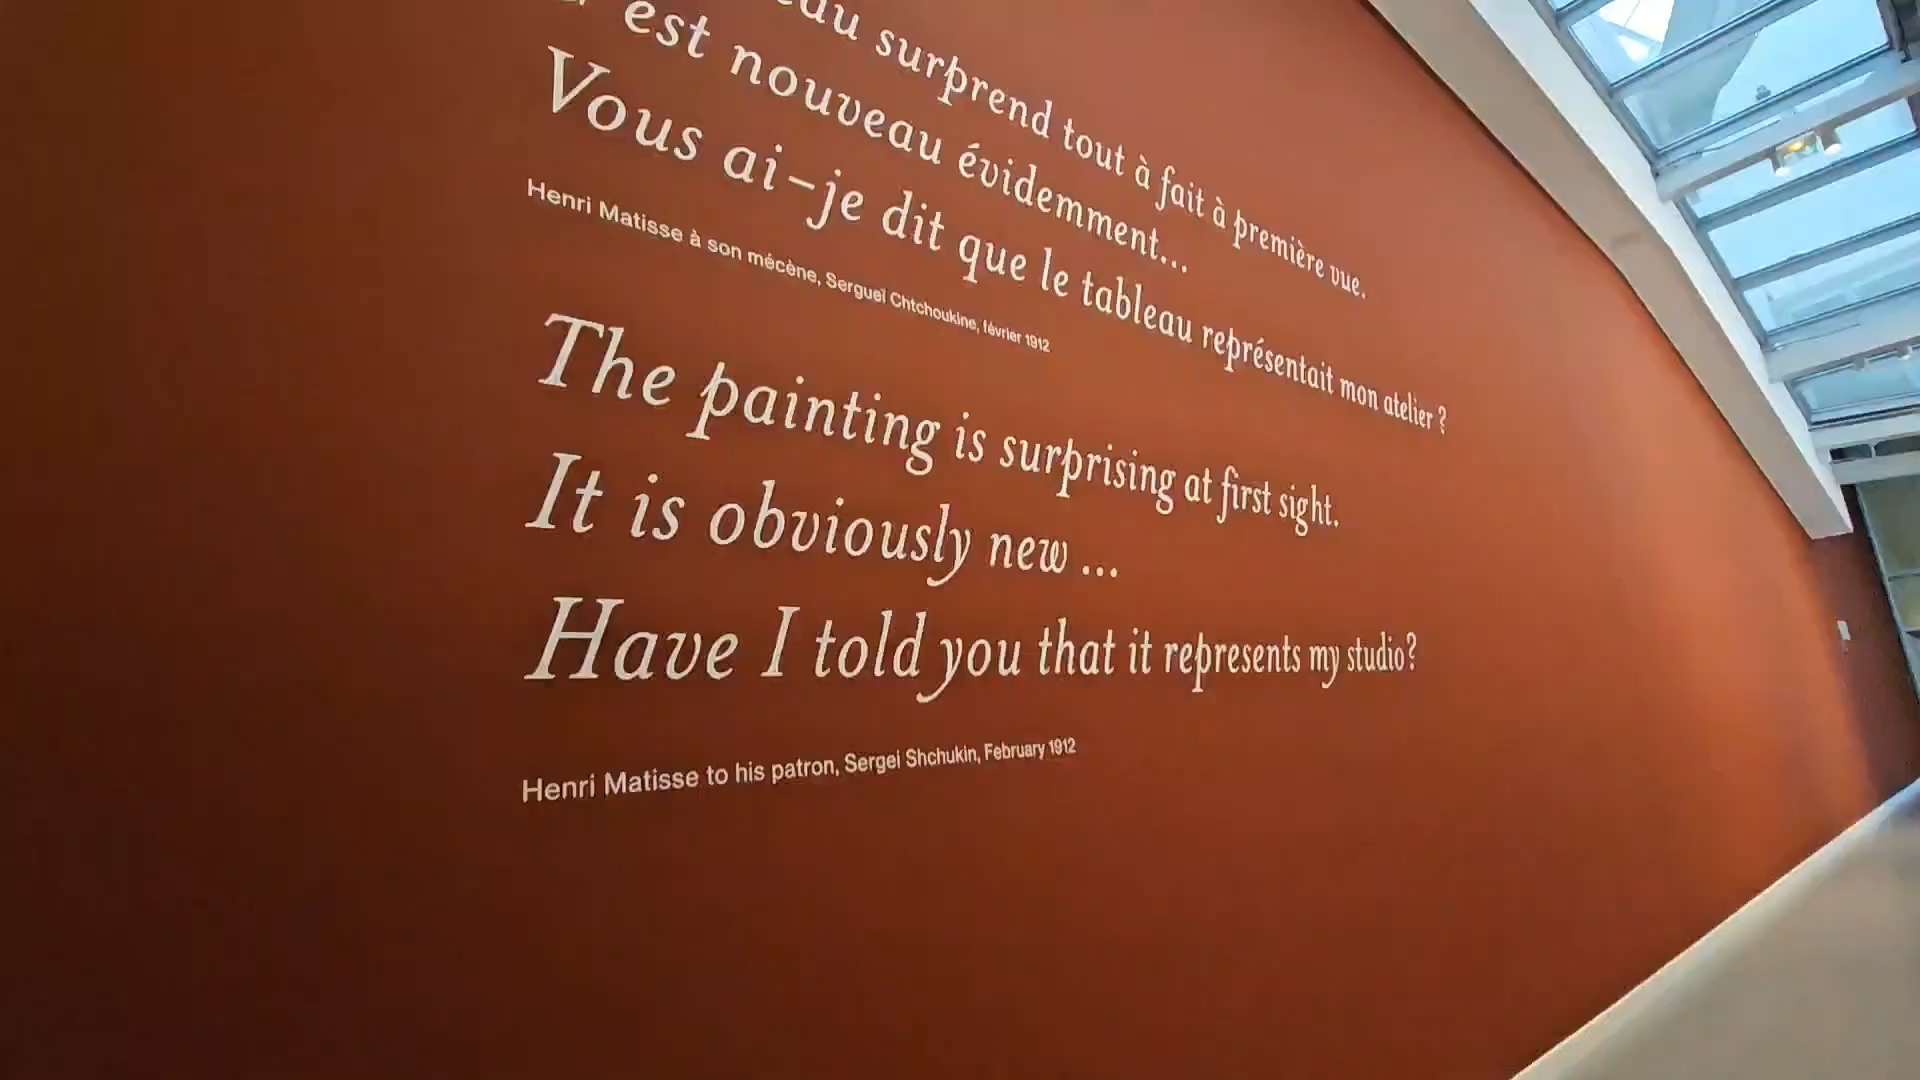 surprend tout à fait à première vue.
est nouveau évidemment...
Vous ai-je dit que le tableau représentait mon atelier ?
Henri Matisse à son mécène, Sergueï Chtchoukine, février 1912
The painting is surprising at first sight.
It is obviously new ...
Have I told you that it represents my studio?
Henri Matisse to his patron, Sergei Shchukin, February 1912